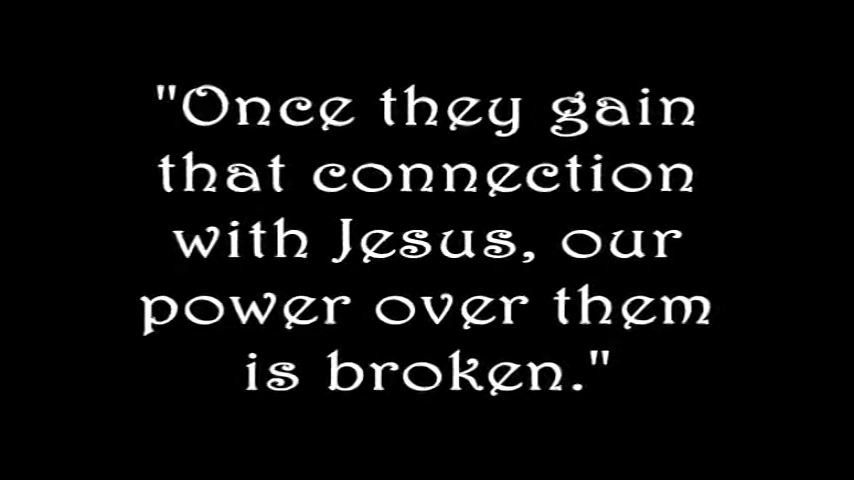 "Once they gain
that connection
with Jesus, our
power over them
is broken."